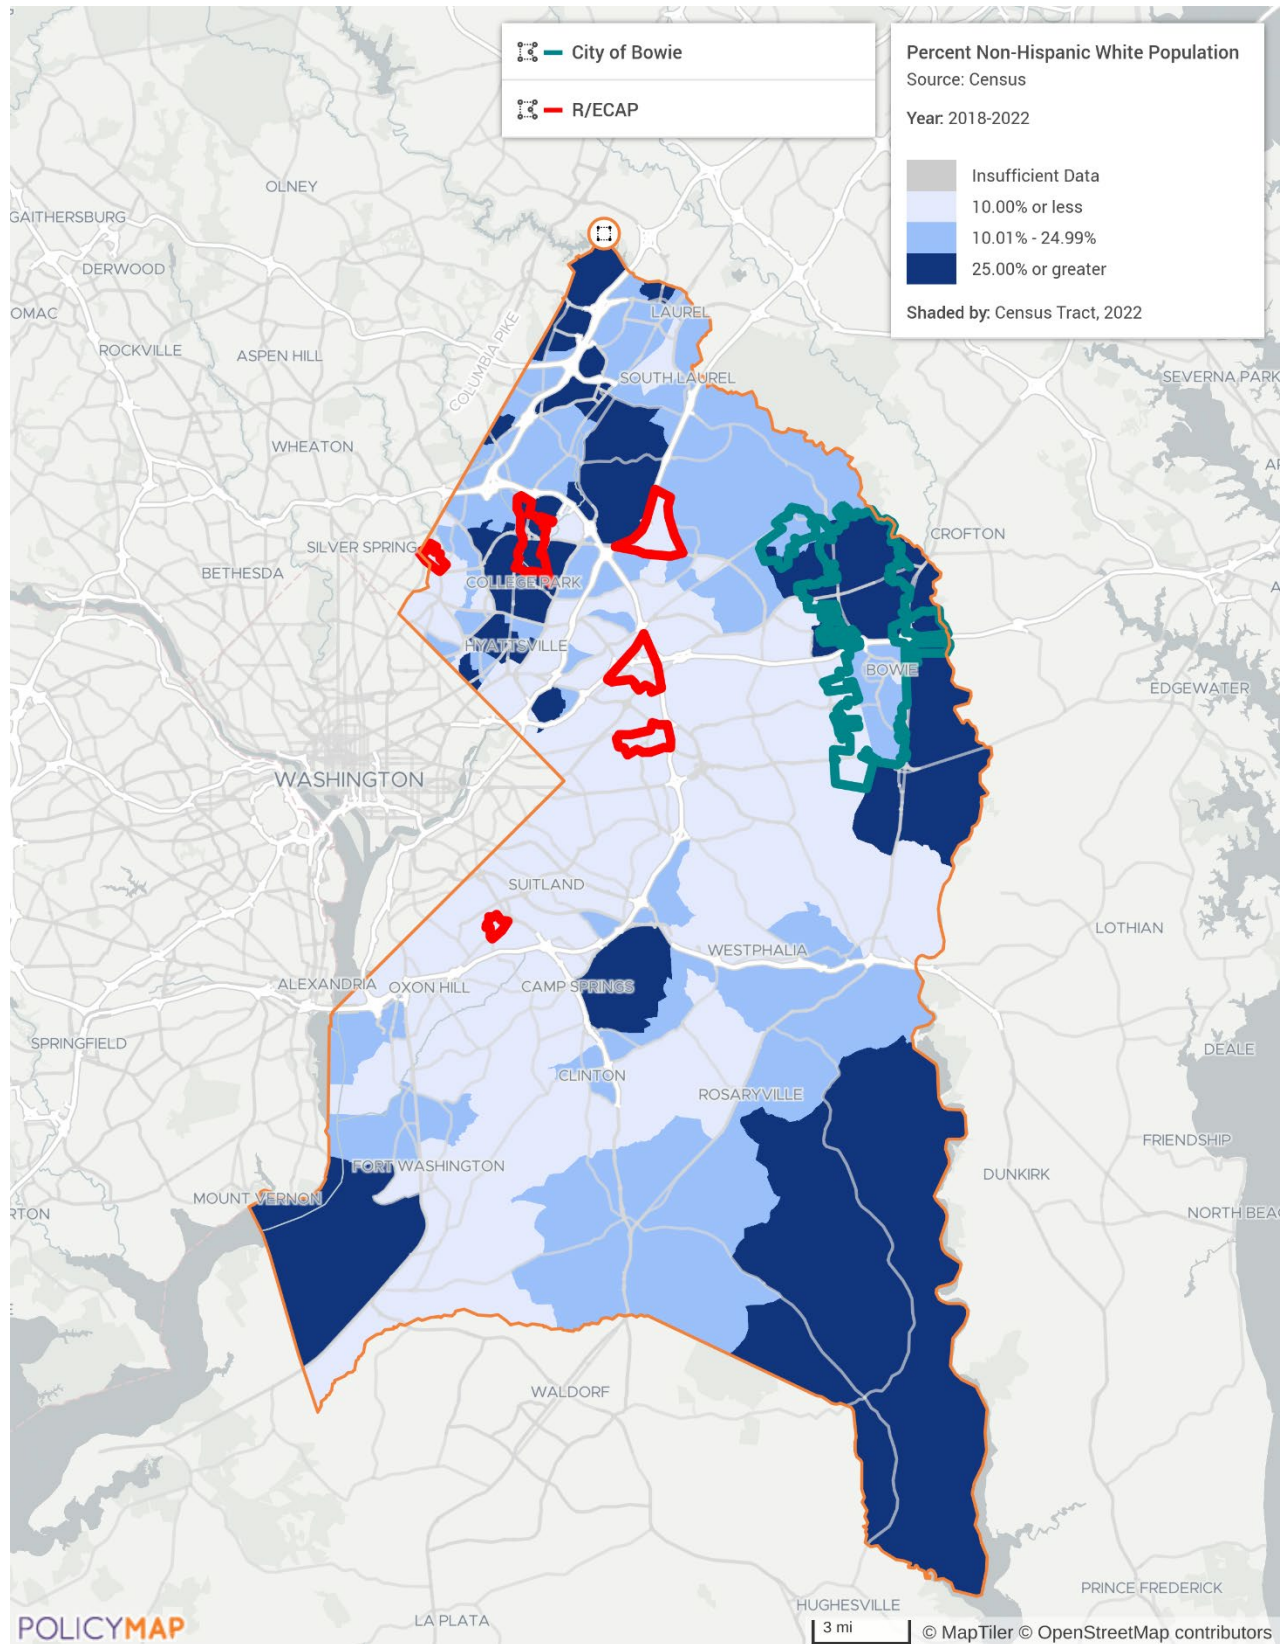 City of Bowie
R/ECAP
Percent Non-Hispanic White Population
Source: Census
Year: 2018-2022
Insufficient Data
10.00% or less
10.01% - 24.99%
25.00% or greater
Shaded by: Census Tract, 2022
OLNEY
GAITHERSBURG
DERWOOD
OMAC
ROCKVILLE
ASPEN HILL
COLUMBIA PIKE
LAUREL
SOUTH LAUREL
SEVERNA PARK
WHEATON
SILVER SPRING
CROFTON
BETHESDA
COLLEGE PARK
HYATTSVILLE
BOWIE
EDGEWATER
WASHINGTON
SUITLAND
LOTHIAN
WESTPHALIA
ALEXANDRIA
OXON HILL
CAMP SPRINGS
SPRINGFIELD
DEALE
CLINTON
ROSARYVILLE
FRIENDSHIP
FORT WASHINGTON
DUNKIRK
MOUNT VERNON
RTON
NORTH BEAC
WALDORF
PRINCE FREDERICK
HUGHESVILLE
LA PLATA
POLICYMAP
3 mi
© MapTiler © OpenStreetMap contributors